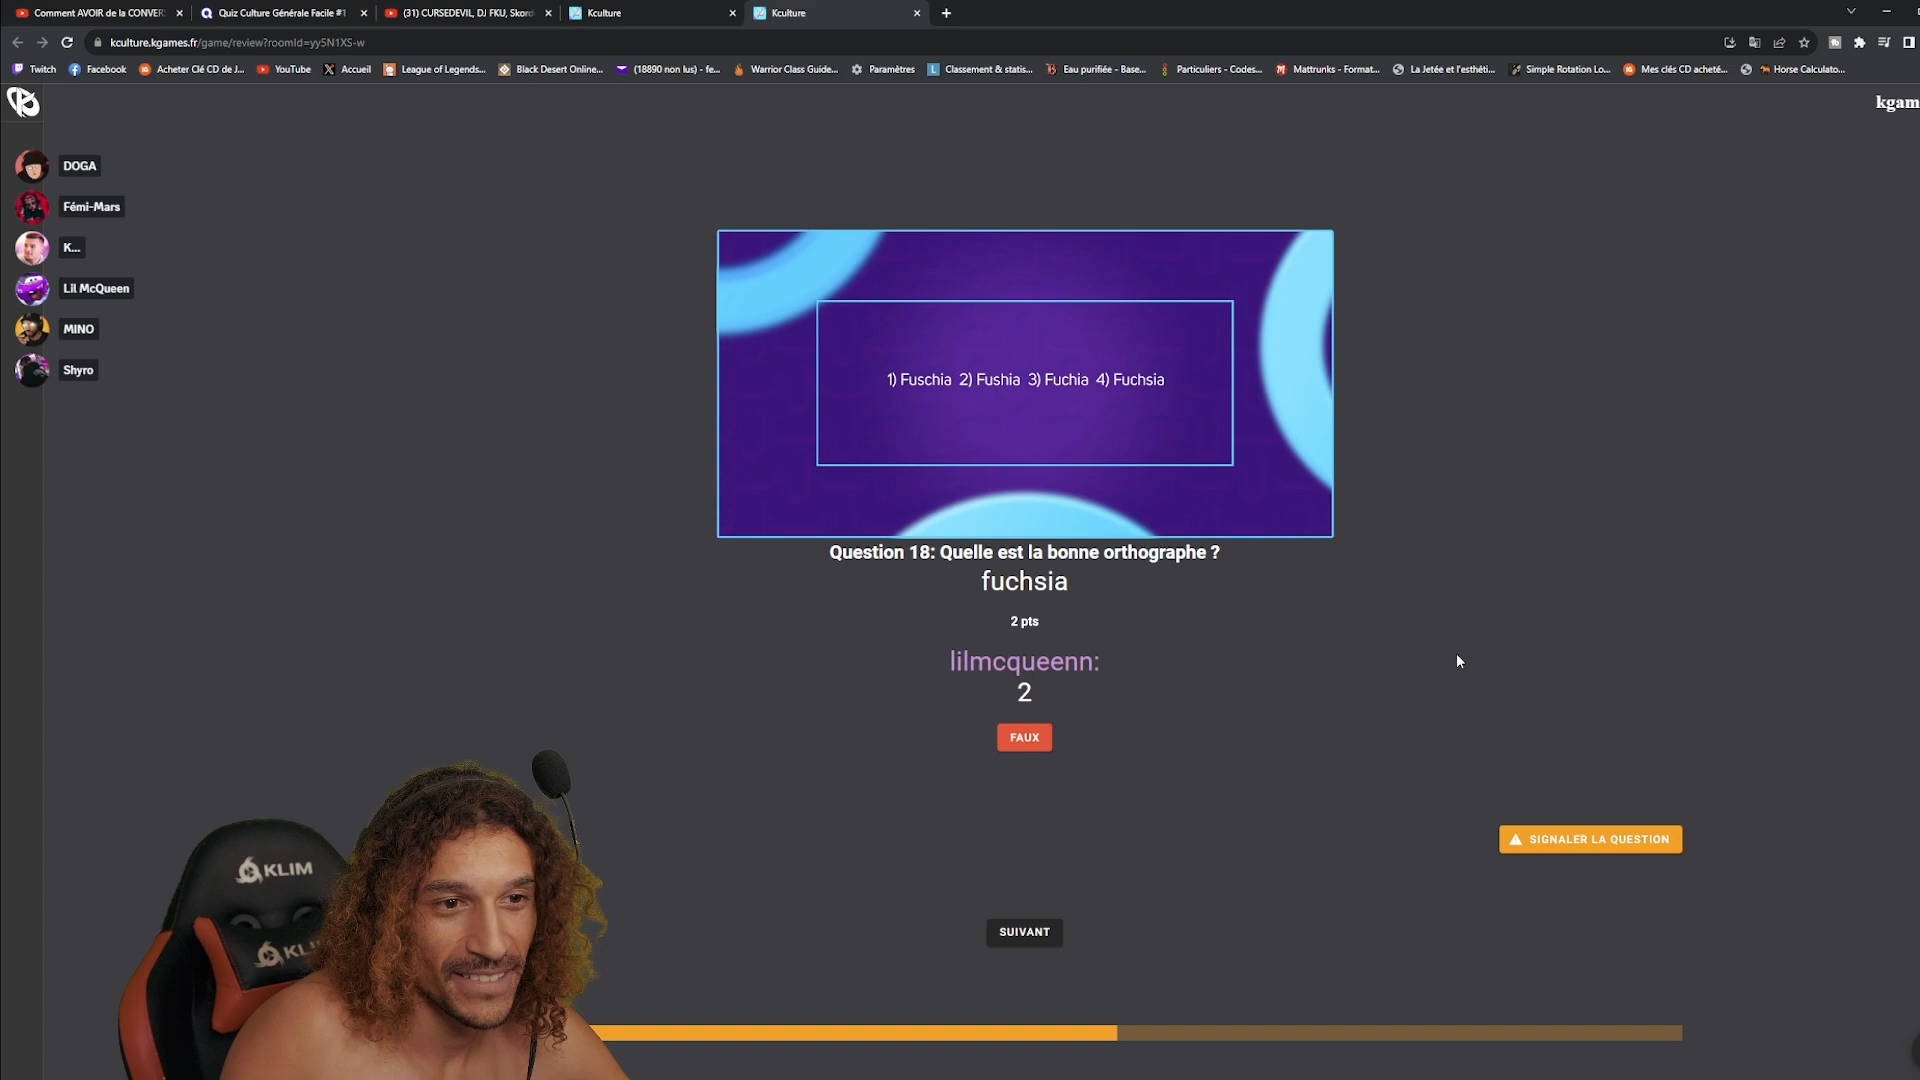 Comment AVOIR de la CONVER
Quiz Culture Générale Facile #1
(31) CURSEDEVIL, DJ FKU, Skord
Kculture
Kculture
kculture.kgames.fr/game/review?roomId=yy5N1XS-w
Twitch
Facebook
Acheter Clé CD de J...
YouTube
Accueil
League of Legends...
Black Desert Online...
(18890 non lus) - fe...
Warrior Class Guide...
Paramètres
Classement & statis...
Eau purifiée - Base...
Particuliers - Codes...
Mattrunks - Format...
La Jetée et l'esthéti...
Simple Rotation Lo...
Mes clés CD acheté...
Horse Calculato...
kgam
DOGA
Fémi-Mars
K...
Lil McQueen
MINO
Shyro
1) Fuschia 2) Fushia 3) Fuchia 4) Fuchsia
Question 18: Quelle est la bonne orthographe ?
fuchsia
2 pts
lilmcqueenn:
2
FAUX
SIGNALER LA QUESTION
SUIVANT
KLIM
KLI